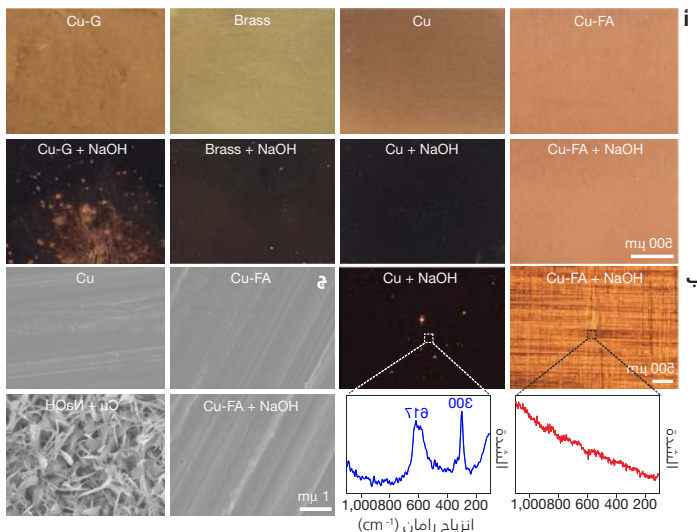 أ
Cu-FA
Cu
Brass
Cu-G
Cu-FA + NaOH
500 µm
Cu + NaOH
Brass + NaOH
Cu-G + NaOH
ب
Cu-FA + NaOH
500 µm
Cu + NaOH
ج
Cu-FA
Cu
Cu-FA + NaOH
1 µm
Cu + NaOH
الشدة
1,000 800 600 400 200
الشدة
617
300
1,000 800 600 400 200
انزياح رامان (cm⁻¹)